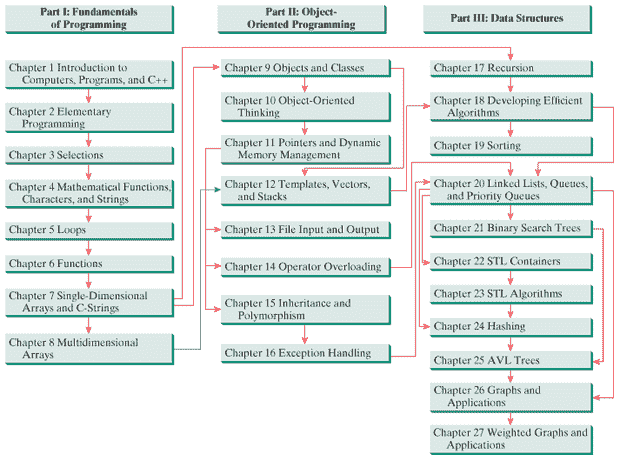 Part I: Fundamentals
of Programming
Chapter 1 Introduction to
Computers, Programs, and C++
Chapter 2 Elementary
Programming
Chapter 3 Selections
Chapter 4 Mathematical Functions,
Characters, and Strings
Chapter 5 Loops
Chapter 6 Functions
Chapter 7 Single-Dimensional
Arrays and C-Strings
Chapter 8 Multidimensional
Arrays
Part II: Object-
Oriented Programming
Chapter 9 Objects and Classes
Chapter 10 Object-Oriented
Thinking
Chapter 11 Pointers and Dynamic
Memory Management
Chapter 12 Templates, Vectors,
and Stacks
Chapter 13 File Input and Output
Chapter 14 Operator Overloading
Chapter 15 Inheritance and
Polymorphism
Chapter 16 Exception Handling
Part III: Data Structures
Chapter 17 Recursion
Chapter 18 Developing Efficient
Algorithms
Chapter 19 Sorting
Chapter 20 Linked Lists, Queues,
and Priority Queues
Chapter 21 Binary Search Trees
Chapter 22 STL Containers
Chapter 23 STL Algorithms
Chapter 24 Hashing
Chapter 25 AVL Trees
Chapter 26 Graphs and
Applications
Chapter 27 Weighted Graphs and
Applications